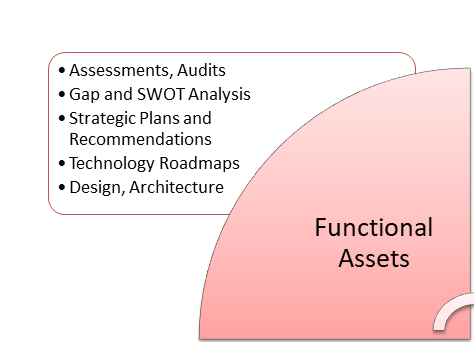 • Assessments, Audits
• Gap and SWOT Analysis
• Strategic Plans and
Recommendations
• Technology Roadmaps
• Design, Architecture
Functional
Assets